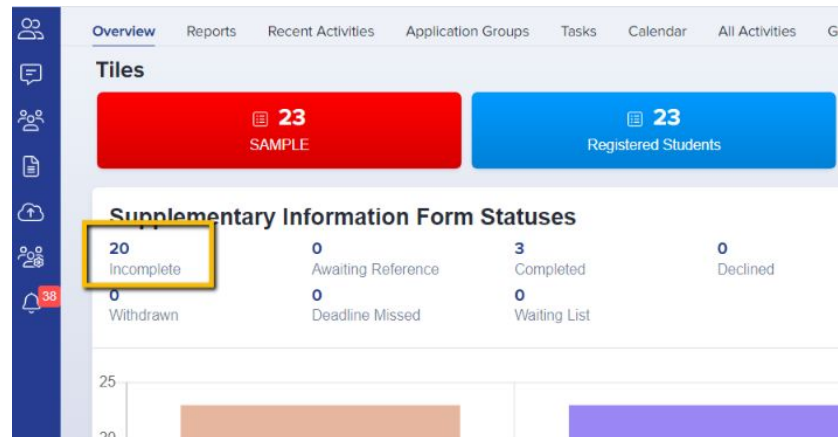 Overview Reports Recent Activities Application Groups Tasks Calendar All Activities G
Tiles
23 23
SAMPLE Registered Students
Supplementary Information Form Statuses
20 0 3 0
Incomplete Awaiting Reference Completed Declined
38
0 0 0
Withdrawn Deadline Missed Waiting List
25
20